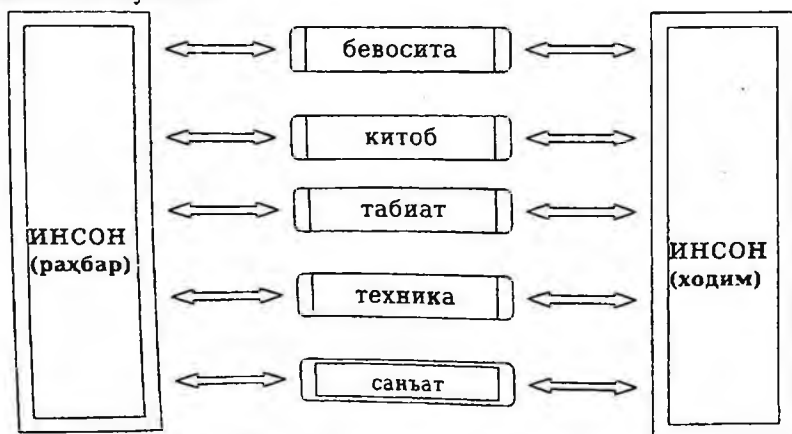 бевосита
китоб
табиат
ИНСОН
(раҳбар)
ИНСОН
(ходим)
техника
санъат